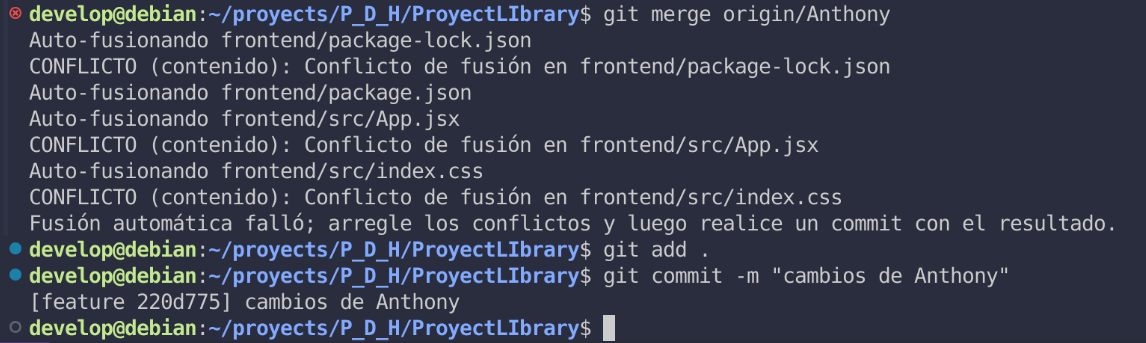 develop@debian:~/proyects/P_D_H/ProyectLIbrary$ git merge origin/Anthony
Auto-fusionando frontend/package-lock.json
CONFLICTO (contenido): Conflicto de fusión en frontend/package-lock.json
Auto-fusionando frontend/package.json
Auto-fusionando frontend/src/App.jsx
CONFLICTO (contenido): Conflicto de fusión en frontend/src/App.jsx
Auto-fusionando frontend/src/index.css
CONFLICTO (contenido): Conflicto de fusión en frontend/src/index.css
Fusión automática falló; arregle los conflictos y luego realice un commit con el resultado.
develop@debian:~/proyects/P_D_H/ProyectLIbrary$ git add .
develop@debian:~/proyects/P_D_H/ProyectLIbrary$ git commit -m "cambios de Anthony"
[feature 220d775] cambios de Anthony
develop@debian:~/proyects/P_D_H/ProyectLIbrary$